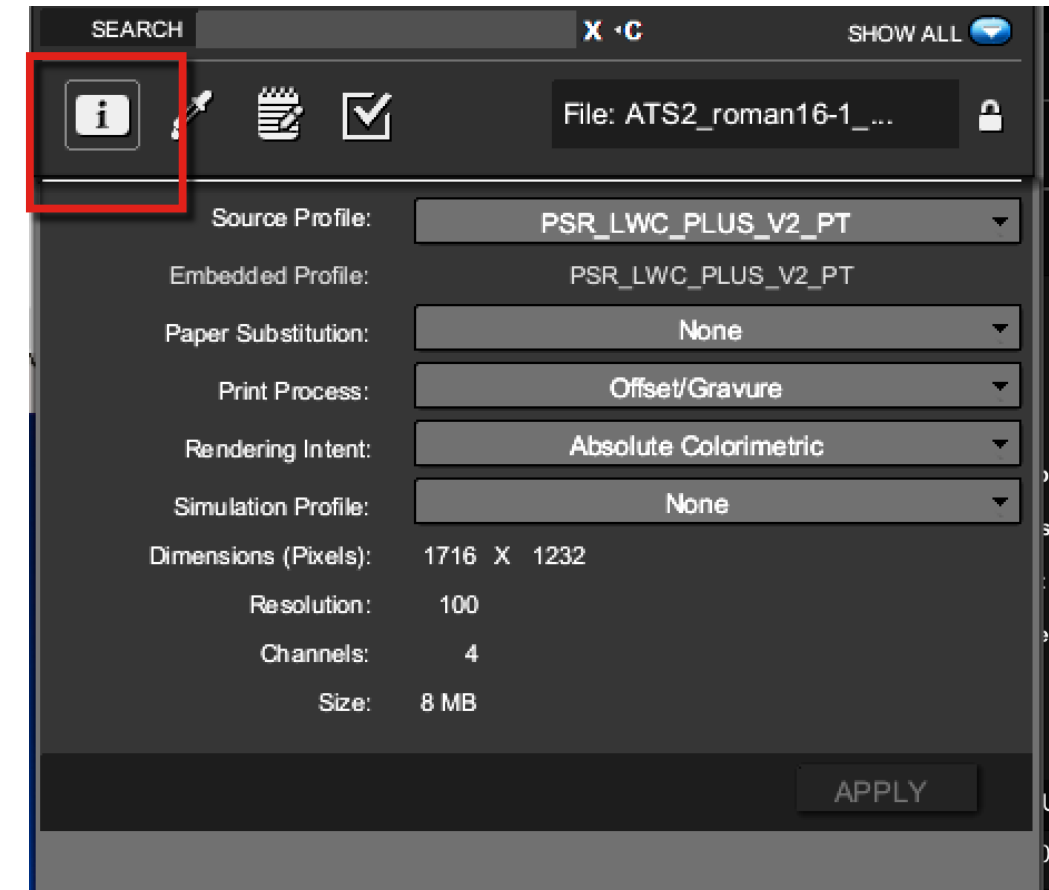 SEARCH X C SHOW ALL
i File: ATS2_roman16-1_...
Source Profile: PSR_LWC_PLUS_V2_PT
Embedded Profile: PSR_LWC_PLUS_V2_PT
Paper Substitution: None
Print Process: Offset/Gravure
Rendering Intent: Absolute Colorimetric
Simulation Profile: None
Dimensions (Pixels): 1716 X 1232
Resolution: 100
Channels: 4
Size: 8 MB
APPLY